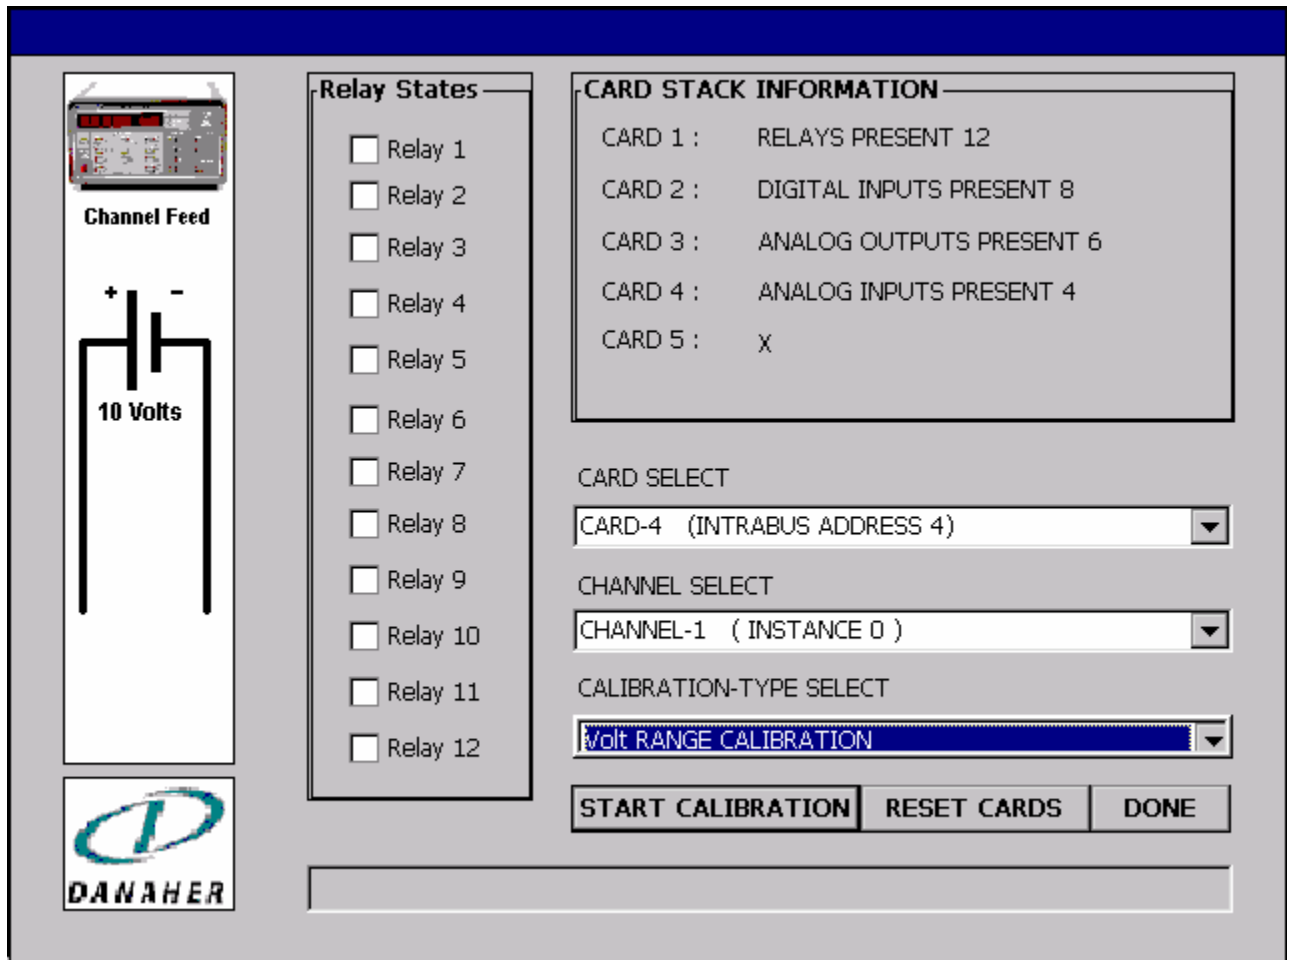 Channel Feed
+ -
10 Volts
DANAHER
Relay States
Relay 1
Relay 2
Relay 3
Relay 4
Relay 5
Relay 6
Relay 7
Relay 8
Relay 9
Relay 10
Relay 11
Relay 12
CARD STACK INFORMATION
CARD 1 : RELAYS PRESENT 12
CARD 2 : DIGITAL INPUTS PRESENT 8
CARD 3 : ANALOG OUTPUTS PRESENT 6
CARD 4 : ANALOG INPUTS PRESENT 4
CARD 5 : X
CARD SELECT
CARD-4 (INTRABUS ADDRESS 4)
CHANNEL SELECT
CHANNEL-1 ( INSTANCE 0 )
CALIBRATION-TYPE SELECT
Volt RANGE CALIBRATION
START CALIBRATION RESET CARDS DONE